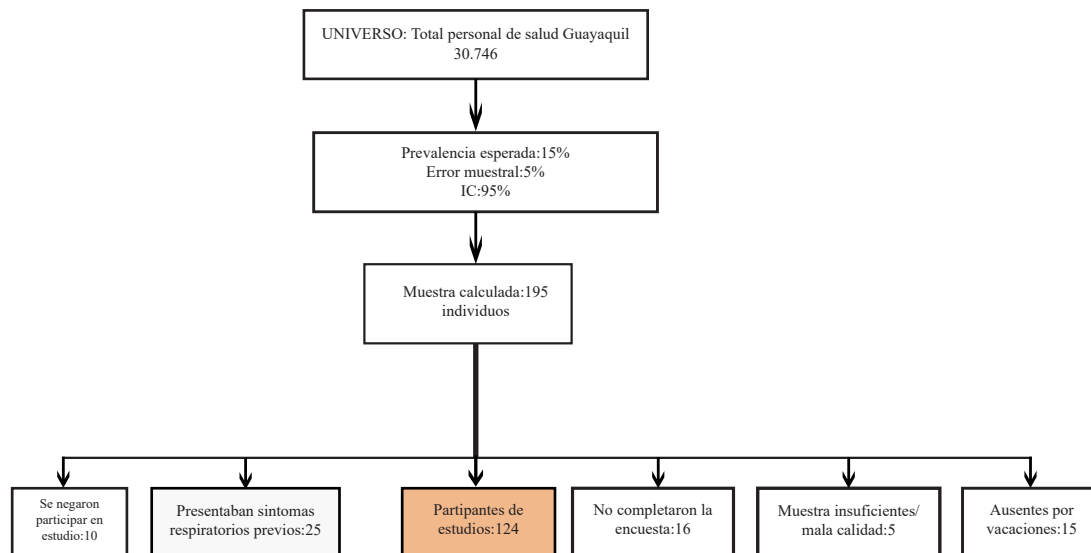 UNIVERSO: Total personal de salud Guayaquil
30.746
Prevalencia esperada:15%
Error muestral:5%
IC:95%
Muestra calculada:195
individuos
Se negaron
participar en
estudio:10
Presentaban sintomas
respiratorios previos:25
Partipantes de
estudios:124
No completaron la
encuesta:16
Muestra insuficientes/
mala calidad:5
Ausentes por
vacaciones:15